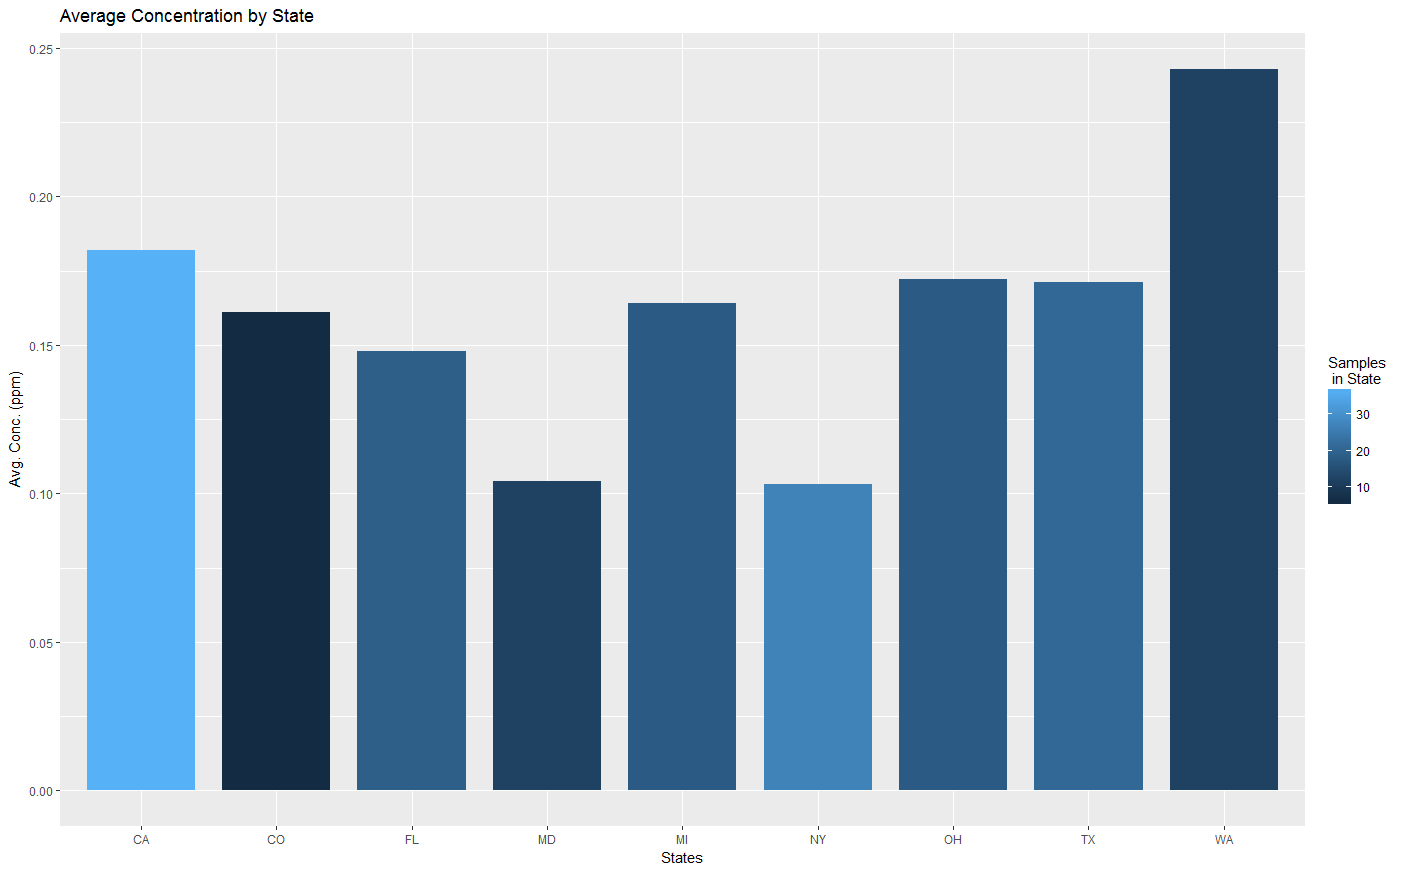 Average Concentration by State
0.25
0.20
0.15
0.10
0.05
0.00
Avg. Conc. (ppm)
CA CO FL MD MI NY OH TX WA
States
Samples
in State
30
20
10